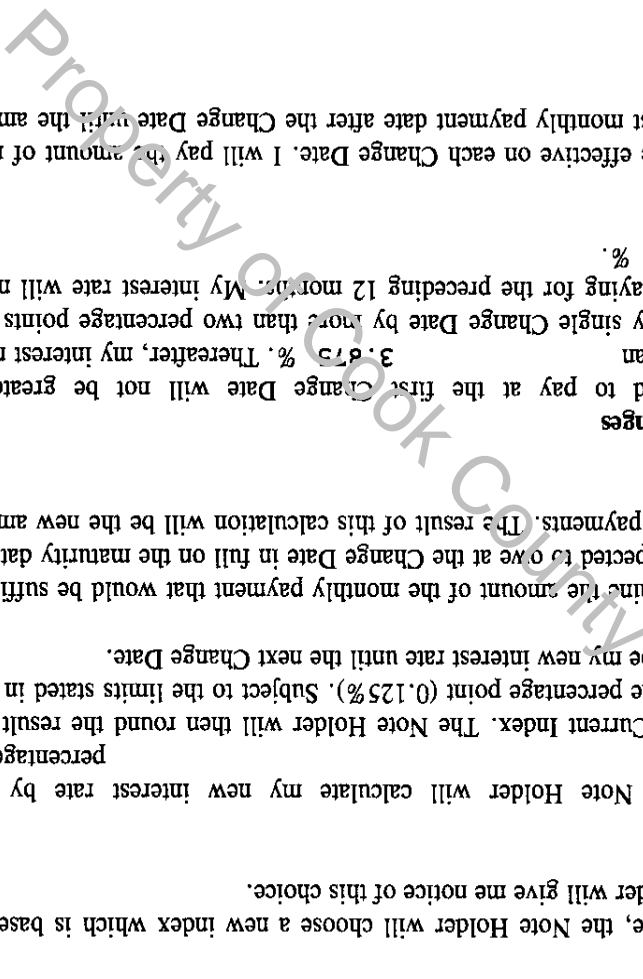 e, the Note Holder will choose a new index which is base
der will give me notice of this choice.
Note Holder will calculate my new interest rate by
percentage
Current Index. The Note Holder will then round the result
e percentage point (0.125%). Subject to the limits stated in
e my new interest rate until the next Change Date.
nine the amount of the monthly payment that would be suffi
pected to owe at the Change Date in full on the maturity dat
payments. The result of this calculation will be the new am
nges
d to pay at the first Change Date will not be greate
an 3.875 %. Thereafter, my interest r
y single Change Date by more than two percentage points
aying for the preceding 12 months. My interest rate will n
%.
effective on each Change Date. I will pay the amount of
st monthly payment date after the Change Date until the am
Property of Cook County